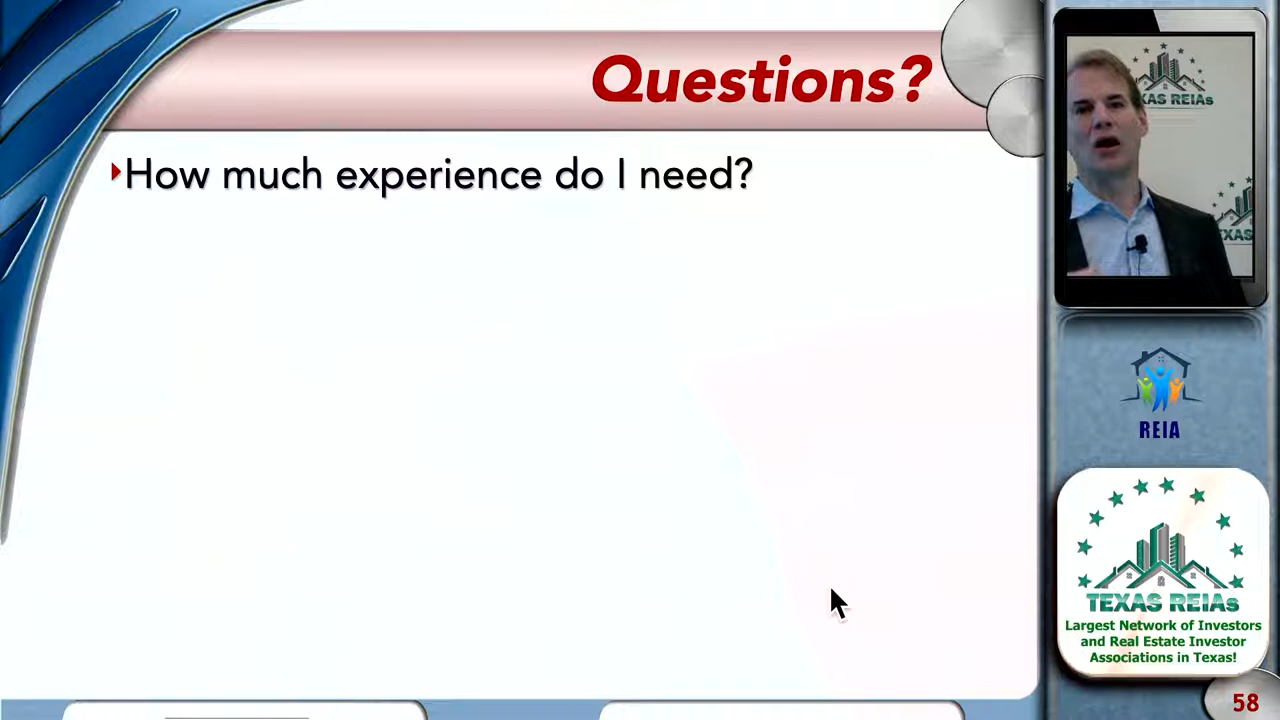 Questions?
How much experience do I need?
TEXAS REIAs
TEXAS
REIA
TEXAS REIAs
Largest Network of Investors
and Real Estate Investor
Associations in Texas!
58